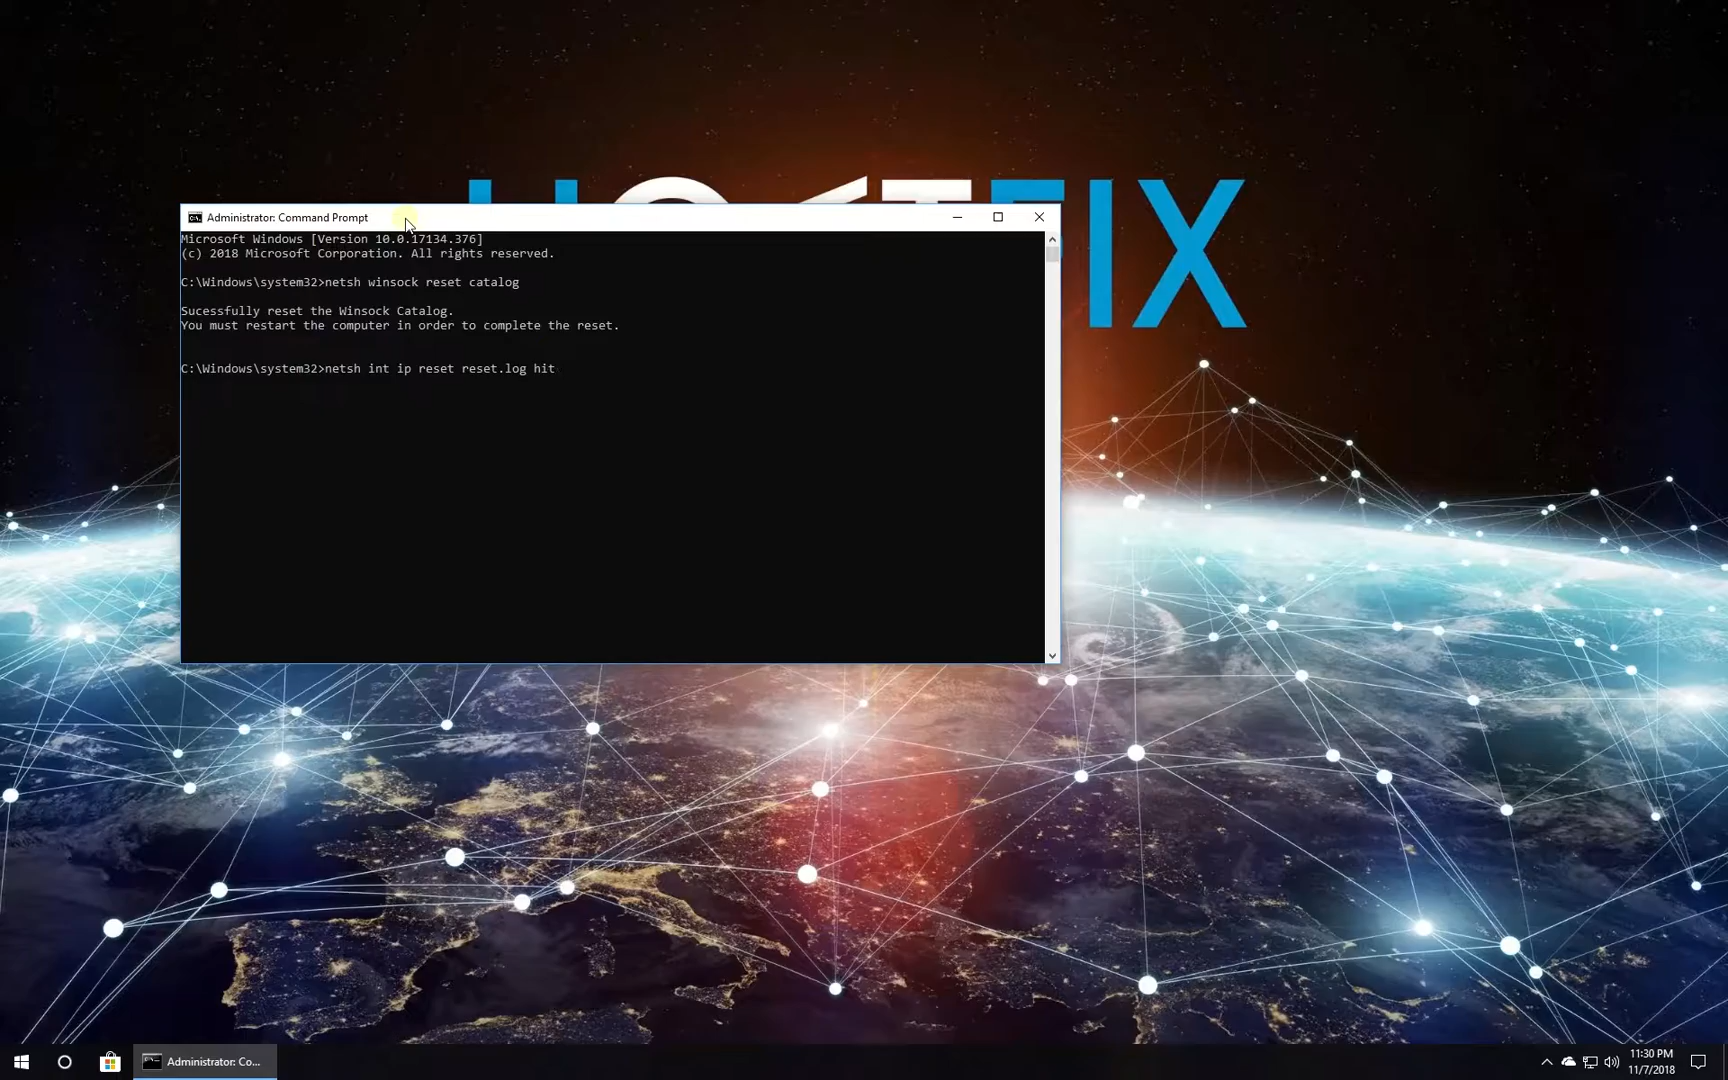 FIX
Administrator: Command Prompt
Microsoft Windows [Version 10.0.17134.376]
(c) 2018 Microsoft Corporation. All rights reserved.
C:\Windows\system32>netsh winsock reset catalog
Sucessfully reset the Winsock Catalog.
You must restart the computer in order to complete the reset.
C:\Windows\system32>netsh int ip reset reset.log hit
Administrator: Co...
11:30 PM
11/7/2018